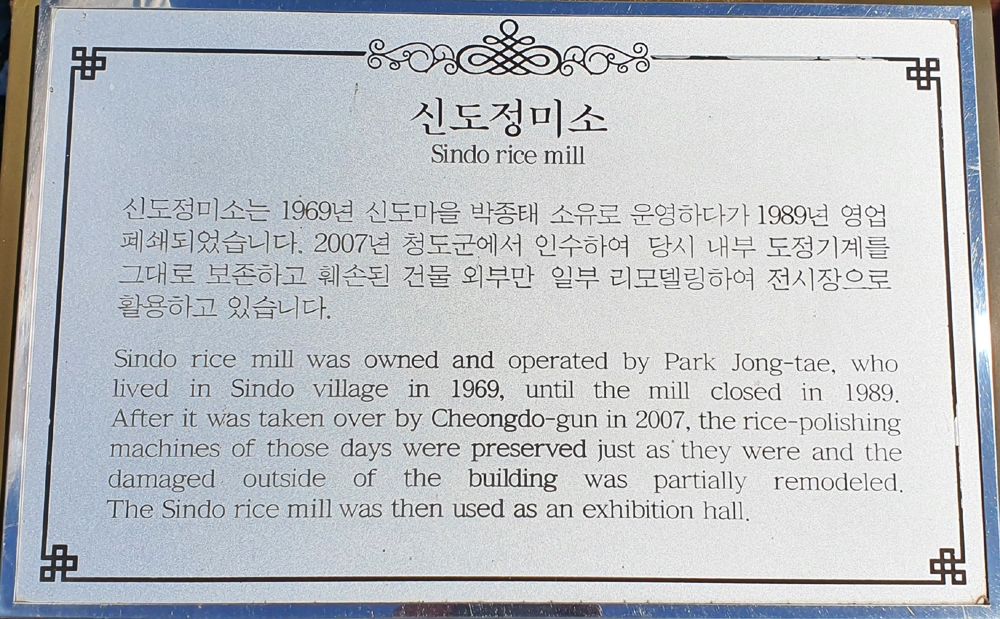 신도정미소
Sindo rice mill
신도정미소는 1969년 신도마을 박종태 소유로 운영하다가 1989년 영업
폐쇄되었습니다. 2007년 청도군에서 인수하여 당시 내부 도정기계를
그대로 보존하고 훼손된 건물 외부만 일부 리모델링하여 전시장으로
활용하고 있습니다.
Sindo rice mill was owned and operated by Park Jong-tae, who
lived in Sindo village in 1969, until the mill closed in 1989.
After it was taken over by Cheongdo-gun in 2007, the rice-polishing
machines of those days were preserved just as they were and the
damaged outside of the building was partially remodeled.
The Sindo rice mill was then used as an exhibition hall.